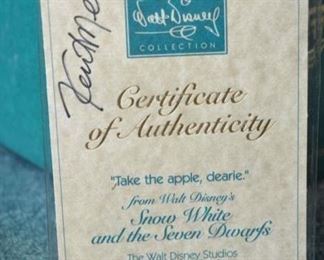 Walt Disney
COLLECTION
Certificate
of Authenticity
"Take the apple, dearie."
from Walt Disney's
Snow White
and the Seven Dwarfs
The Walt Disney Studios